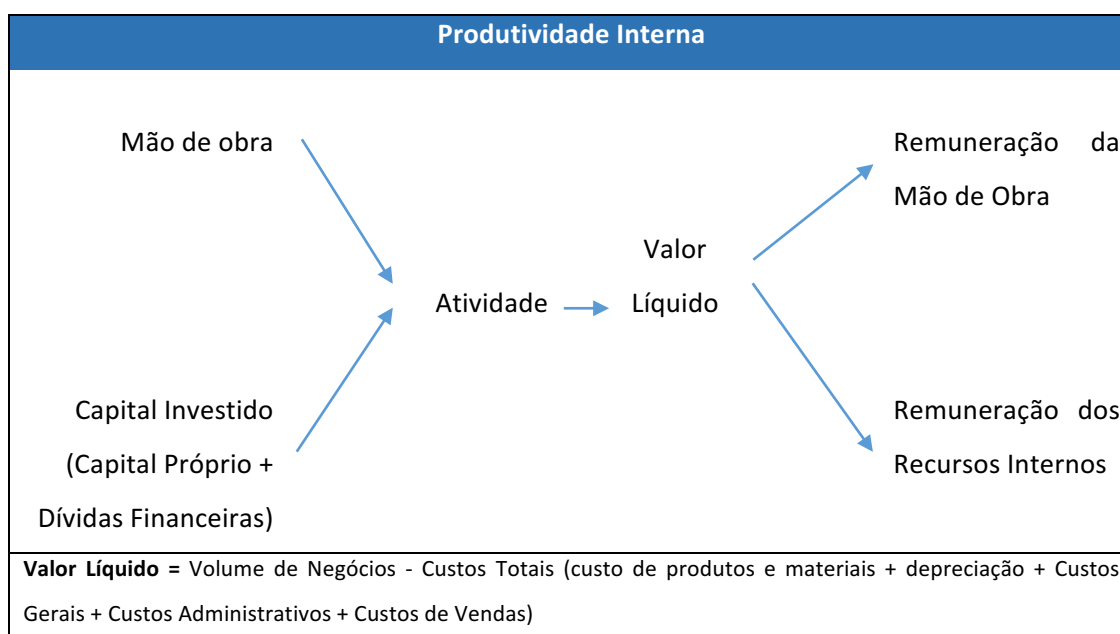 Produtividade Interna
Mão de obra
Remuneração da
Mão de Obra
Valor
Atividade
Líquido
Capital Investido
(Capital Próprio +
Dívidas Financeiras)
Remuneração dos
Recursos Internos
Valor Líquido = Volume de Negócios - Custos Totais (custo de produtos e materiais + depreciação + Custos
Gerais + Custos Administrativos + Custos de Vendas)